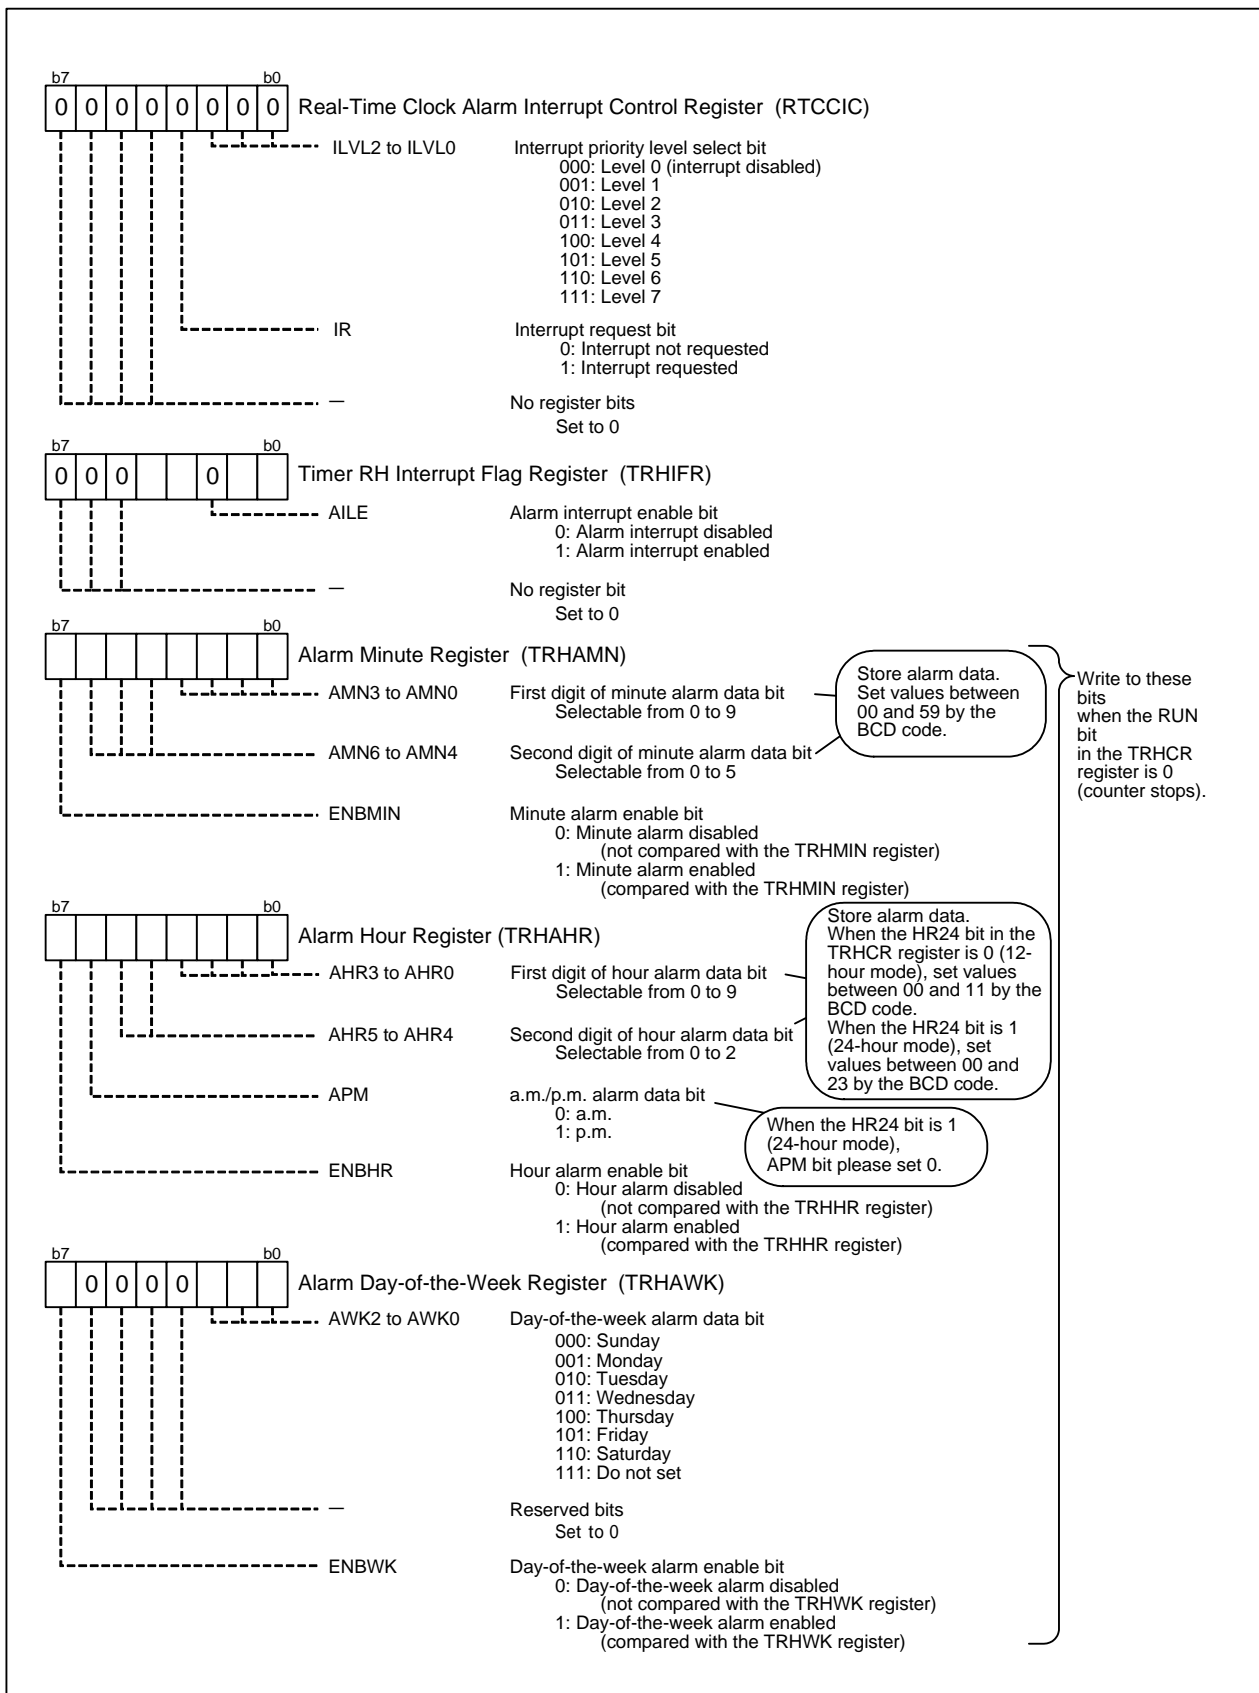 b7 b0
0 0 0 0 0 0 0 0 Real-Time Clock Alarm Interrupt Control Register (RTCCIC)
ILVL2 to ILVL0 Interrupt priority level select bit
000: Level 0 (interrupt disabled)
001: Level 1
010: Level 2
011: Level 3
100: Level 4
101: Level 5
110: Level 6
111: Level 7
IR Interrupt request bit
0: Interrupt not requested
1: Interrupt requested
— No register bits
Set to 0
b7 b0
0 0 0 0 Timer RH Interrupt Flag Register (TRHIFR)
AILE Alarm interrupt enable bit
0: Alarm interrupt disabled
1: Alarm interrupt enabled
— No register bit
Set to 0
b7 b0
Alarm Minute Register (TRHAMN)
AMN3 to AMN0 First digit of minute alarm data bit
Selectable from 0 to 9
AMN6 to AMN4 Second digit of minute alarm data bit
Selectable from 0 to 5
Store alarm data.
Set values between
00 and 59 by the
BCD code.
Write to these
bits
when the RUN
bit
in the TRHCR
register is 0
(counter stops).
ENBMIN Minute alarm enable bit
0: Minute alarm disabled
(not compared with the TRHMIN register)
1: Minute alarm enabled
(compared with the TRHMIN register)
b7 b0
Alarm Hour Register (TRHAHR)
AHR3 to AHR0 First digit of hour alarm data bit
Selectable from 0 to 9
AHR5 to AHR4 Second digit of hour alarm data bit
Selectable from 0 to 2
Store alarm data.
When the HR24 bit in the
TRHCR register is 0 (12-
hour mode), set values
between 00 and 11 by the
BCD code.
When the HR24 bit is 1
(24-hour mode), set
values between 00 and
23 by the BCD code.
APM a.m./p.m. alarm data bit
0: a.m.
1: p.m.
When the HR24 bit is 1
(24-hour mode),
APM bit please set 0.
ENBHR Hour alarm enable bit
0: Hour alarm disabled
(not compared with the TRHHR register)
1: Hour alarm enabled
(compared with the TRHHR register)
b7 b0
0 0 0 0 Alarm Day-of-the-Week Register (TRHAWK)
AWK2 to AWK0 Day-of-the-week alarm data bit
000: Sunday
001: Monday
010: Tuesday
011: Wednesday
100: Thursday
101: Friday
110: Saturday
111: Do not set
— Reserved bits
Set to 0
ENBWK Day-of-the-week alarm enable bit
0: Day-of-the-week alarm disabled
(not compared with the TRHWK register)
1: Day-of-the-week alarm enabled
(compared with the TRHWK register)